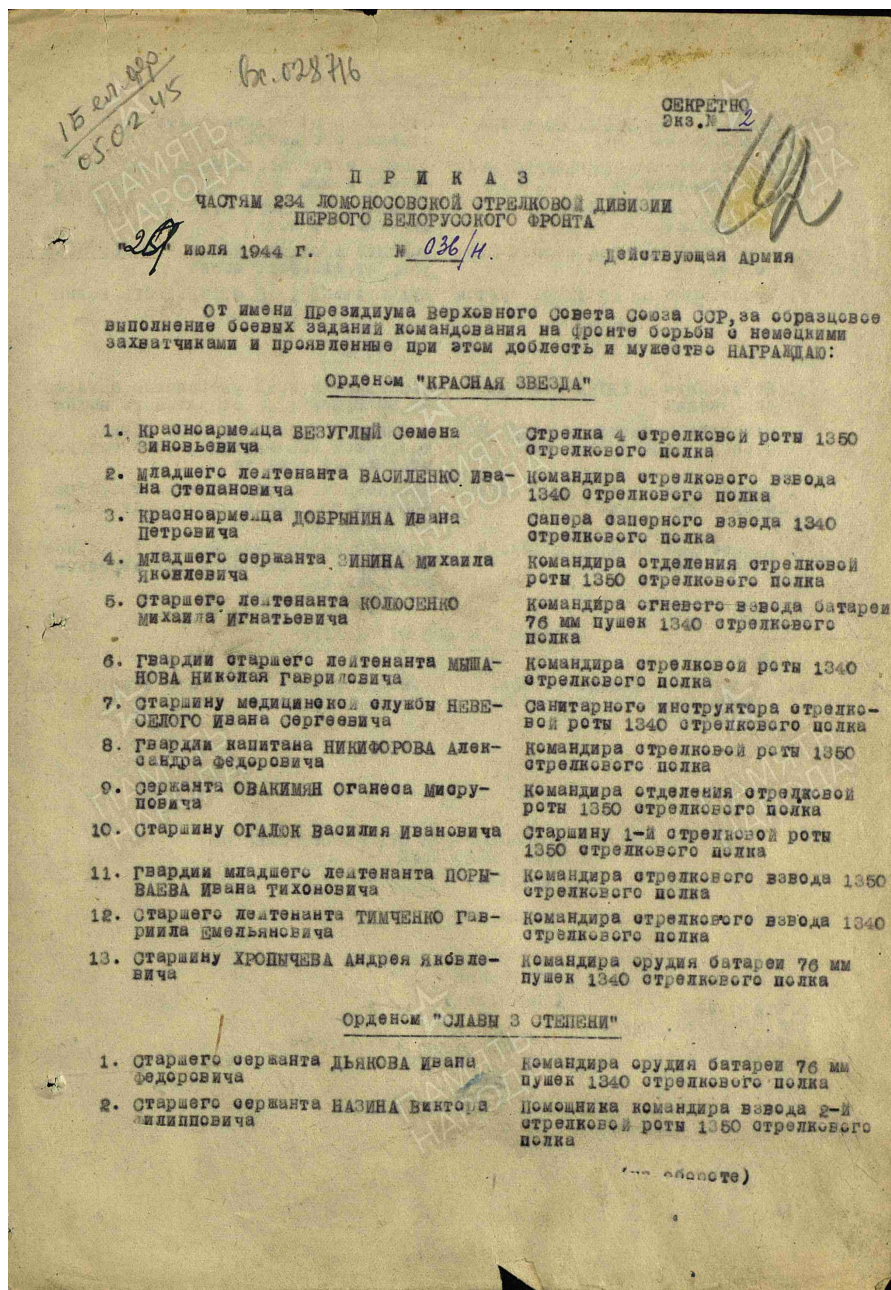 1 Бел. фр.
05.02.45
Вх. 028716
СЕКРЕТНО
Экз.№ 2
102
П Р И К А З
ЧАСТЯМ 234 ЛОМОНОСОВСКОЙ СТРЕЛКОВОЙ ДИВИЗИИ
ПЕРВОГО БЕЛОРУССКОГО ФРОНТА
" " июля 1944 г. № 036/н. Действующая Армия
От имени Президиума Верховного Совета Союза ССР, за образцовое
выполнение боевых заданий командования на фронте борьбы с немецкими
захватчиками и проявленные при этом доблесть и мужество НАГРАЖДАЮ:
Орденом "КРАСНАЯ ЗВЕЗДА"
1. Красноармейца БЕЗУГЛЫЙ Семена Стрелка 4 стрелковой роты 1350
Зиновьевича стрелкового полка
2. Младшего лейтенанта ВАСИЛЕНКО Ива- Командира стрелкового взвода
на Степановича 1340 стрелкового полка
3. Красноармейца ДОБРЫНИНА Ивана Сапера саперного взвода 1340
Петровича стрелкового полка
4. Младшего сержанта ЗИНИНА Михаила Командира отделения стрелковой
Яковлевича роты 1350 стрелкового полка
5. Старшего лейтенанта КОЛЮСЕНКО Командира огневого взвода батареи
Михаила Игнатьевича 76 мм пушек 1340 стрелкового
полка
6. Гвардии старшего лейтенанта МЫША- Командира стрелковой роты 1340
НОВА Николая Гавриловича стрелкового полка
7. Старшину медицинской службы НЕВЕ- Санитарного инструктора стрелко-
СЕЛОГО Ивана Сергеевича вой роты 1340 стрелкового полка
8. Гвардии капитана НИКИФОРОВА Алек- Командира стрелковой роты 1350
сандра Федоровича стрелкового полка
9. Сержанта ОВАКИМЯН Оганеса Мисру- Командира отделения стрелковой
повича роты 1350 стрелкового полка
10. Старшину ОГАЛЮК Василия Ивановича Старшину 1-й стрелковой роты
1350 стрелкового полка
11. Гвардии младшего лейтенанта ПОРЫ- Командира стрелкового взвода 1350
ВАЕВА Ивана Тихоновича стрелкового полка
12. Старшего лейтенанта ТИМЧЕНКО Гав- Командира стрелкового взвода 1340
риила Емельяновича стрелкового полка
13. Старшину ХРОПЫЧЕВА Андрея Яковле- Командира орудия батареи 76 мм
вича пушек 1340 стрелкового полка
Орденом "СЛАВЫ 3 СТЕПЕНИ"
1. Старшего сержанта ДЬЯКОВА Ивана Командира орудия батареи 76 мм
Федоровича пушек 1340 стрелкового полка
2. Старшего сержанта НАЗИНА Виктора Помощника командира взвода 2-й
Филипповича стрелковой роты 1350 стрелкового
полка
(на обороте)